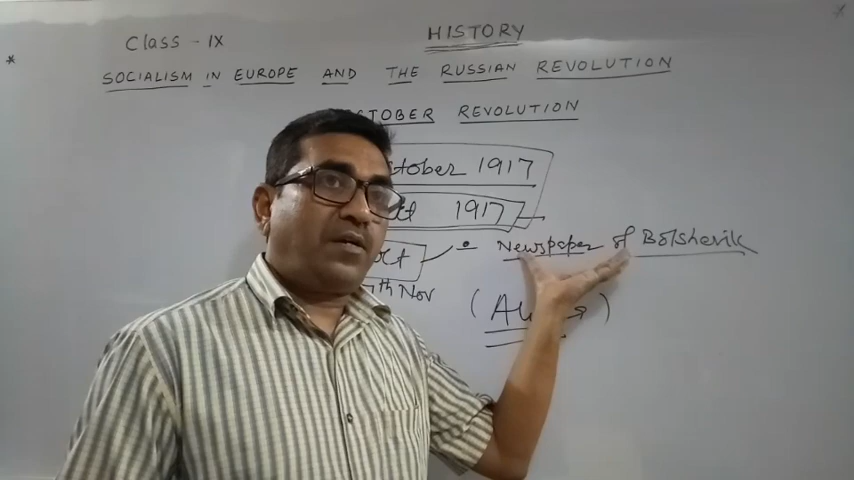 Class - IX
HISTORY
SOCIALISM IN EUROPE AND THE RUSSIAN REVOLUTION
OCTOBER REVOLUTION
October 1917
1917
Newspaper of Bolshevik
7th Nov